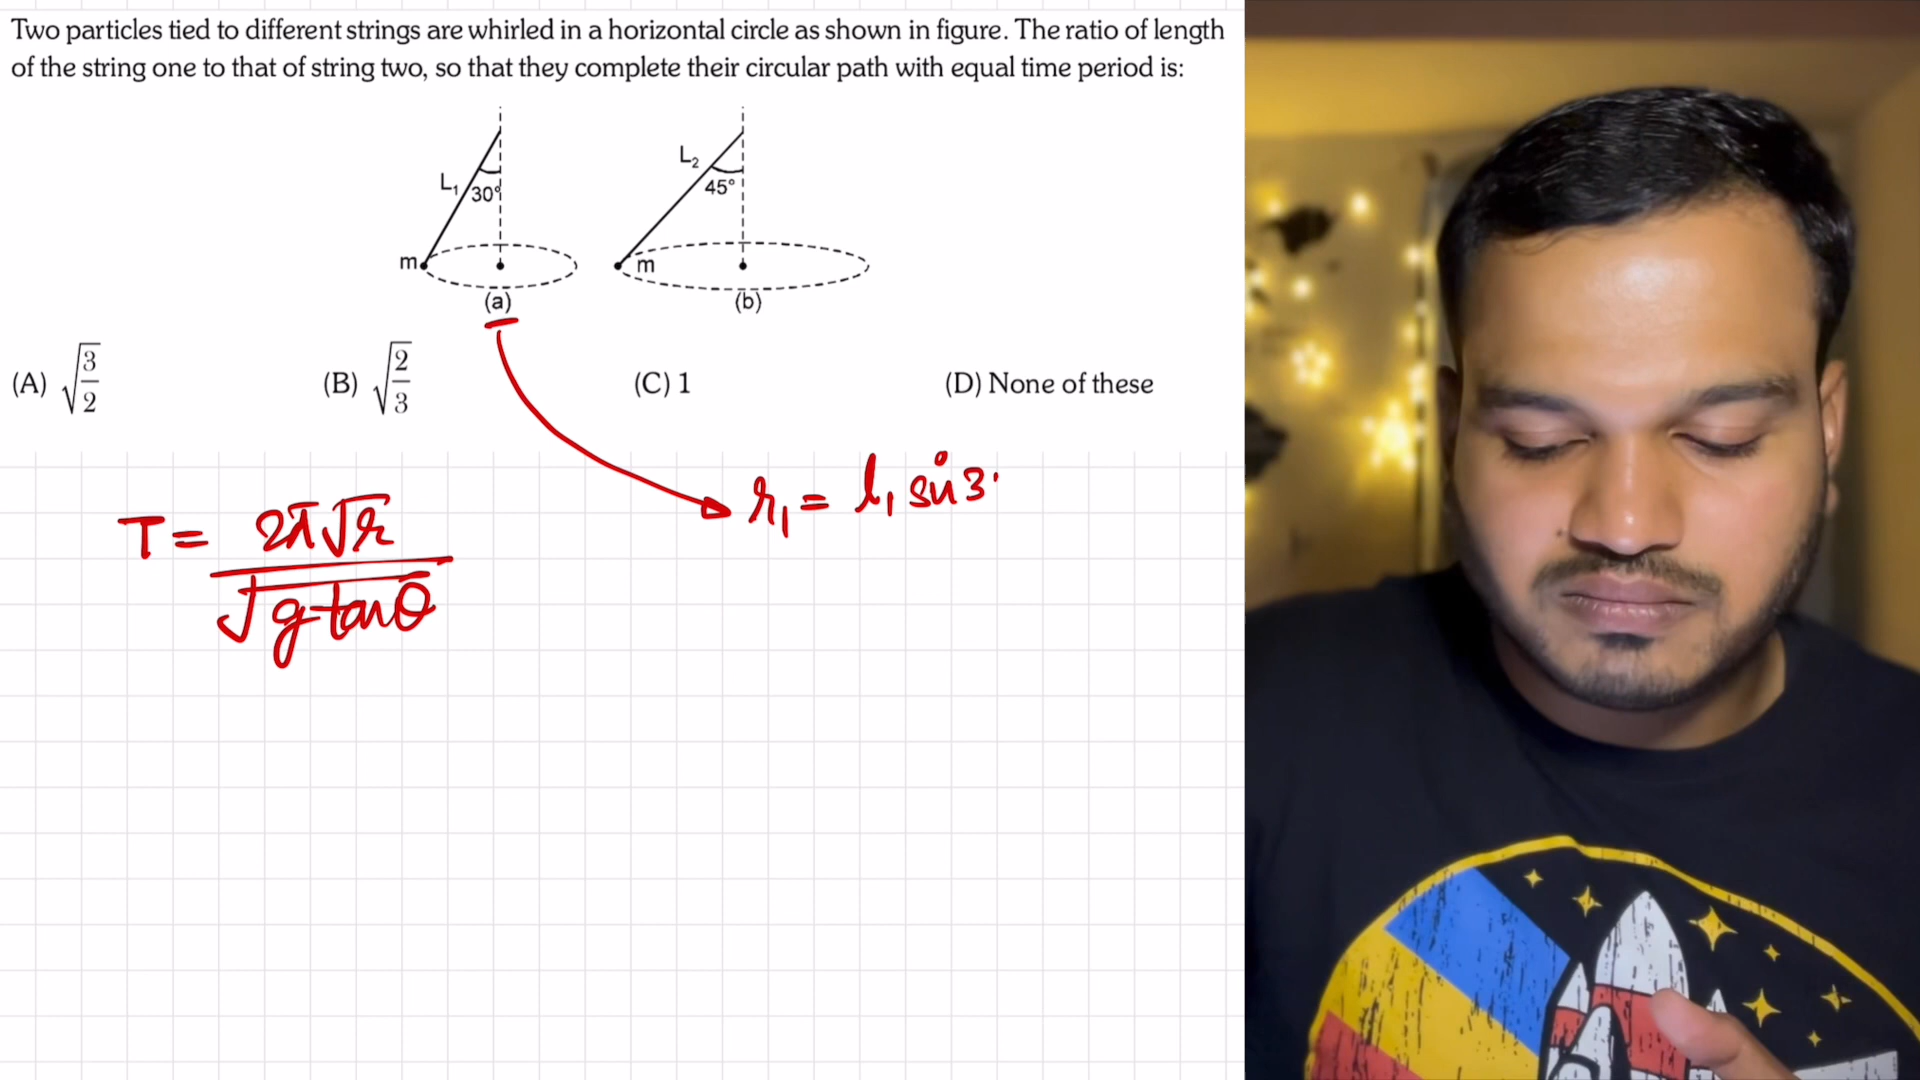 Two particles tied to different strings are whirled in a horizontal circle as shown in figure. The ratio of length
of the string one to that of string two, so that they complete their circular path with equal time period is:
L₁ 30° m (a)
L₂ 45° m (b)
(A) √(3/2) (B) √(2/3) (C) 1 (D) None of these
T = 2π√r / √(g tanθ)
r₁ = l₁ sin 3